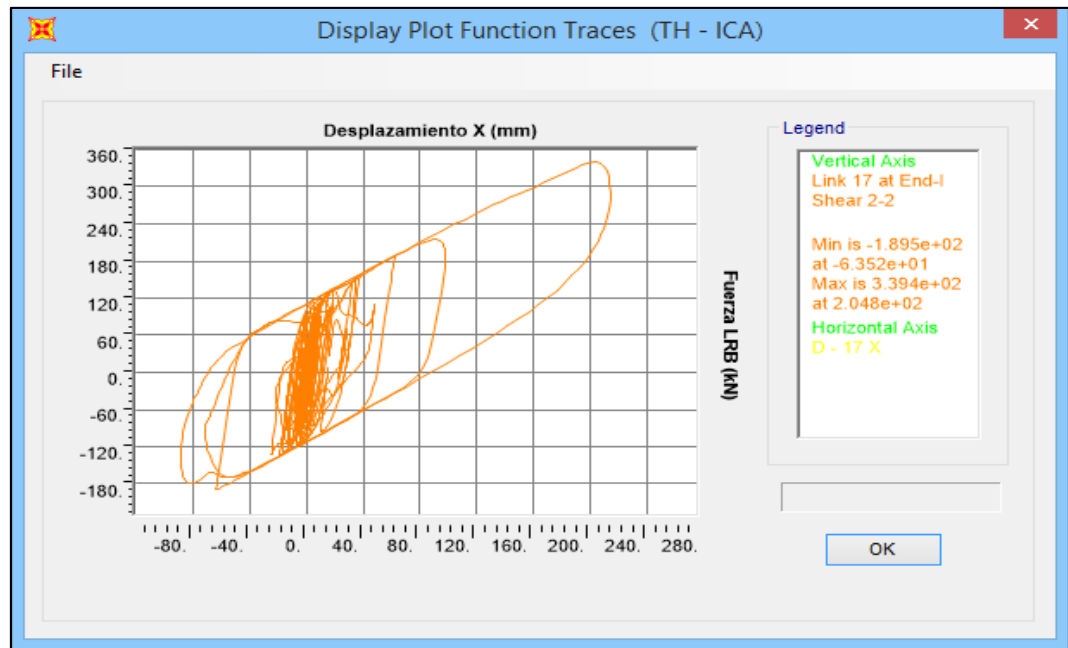 Display Plot Function Traces (TH - ICA)
File
Desplazamiento X (mm)
360.
300.
240.
180.
120.
60.
0.
-60.
-120.
-180.
-80. -40. 0. 40. 80. 120. 160. 200. 240. 280.
Fuerza LRB (kN)
Legend
Vertical Axis
Link 17 at End-I
Shear 2-2
Min is -1.895e+02
at -6.352e+01
Max is 3.394e+02
at 2.048e+02
Horizontal Axis
D - 17 X
OK